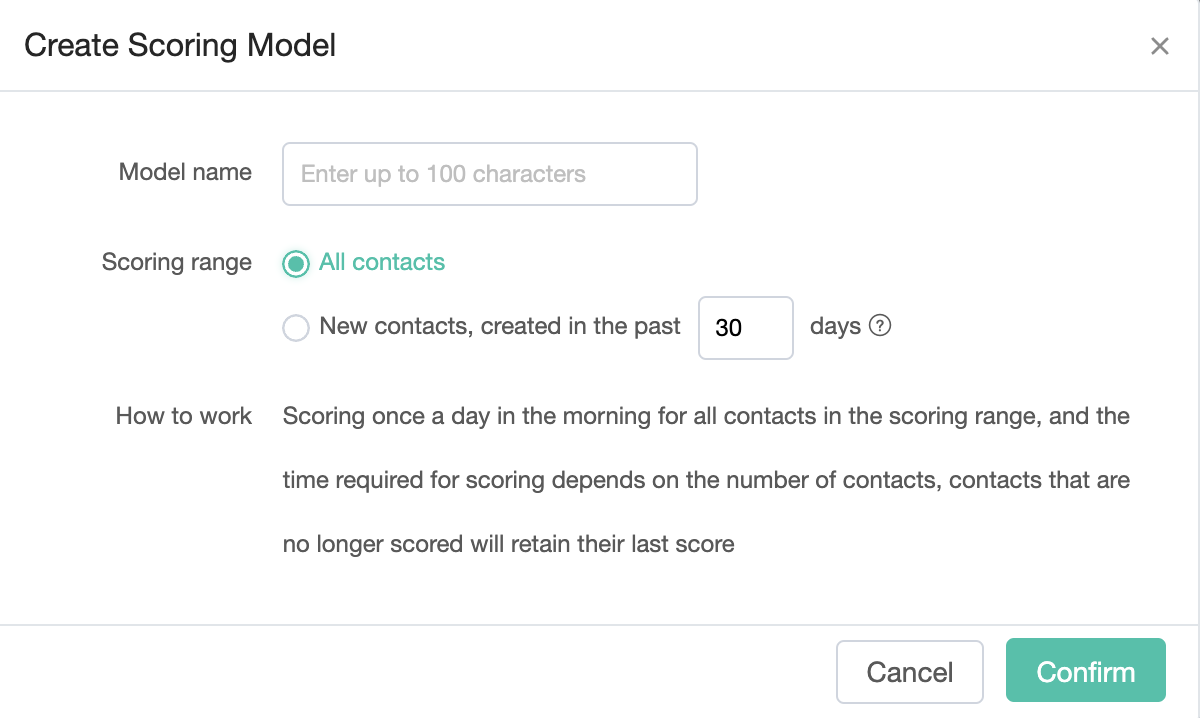 Create Scoring Model
Model name
Enter up to 100 characters
Scoring range
All contacts
New contacts, created in the past 30 days
How to work
Scoring once a day in the morning for all contacts in the scoring range, and the
time required for scoring depends on the number of contacts, contacts that are
no longer scored will retain their last score
Cancel
Confirm